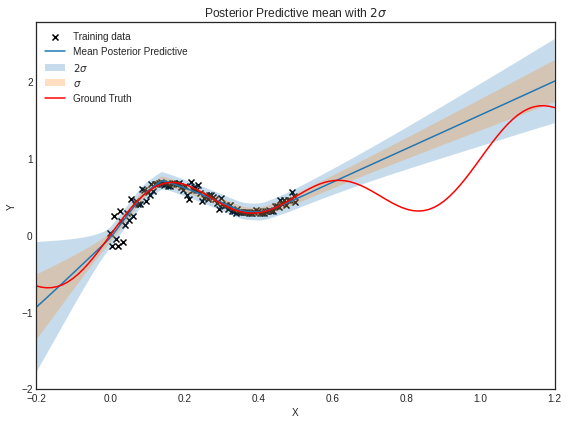 Posterior Predictive mean with 2σ
Training data
Mean Posterior Predictive
2σ
σ
Ground Truth
Y
2
1
0
−1
−2
−0.2 0.0 0.2 0.4 0.6 0.8 1.0 1.2
X